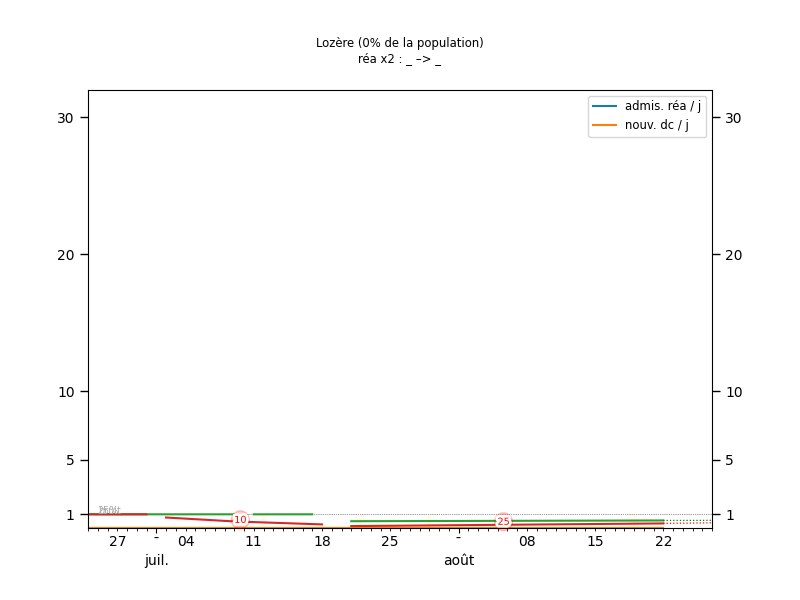 Lozère (0% de la population)
réa x2 : _ –> _
admis. réa / j
nouv. dc / j
30 30
20 20
10 10
5 5
1 1
10
25
27 - 04 11 18 25 - 08 15 22
juil. août